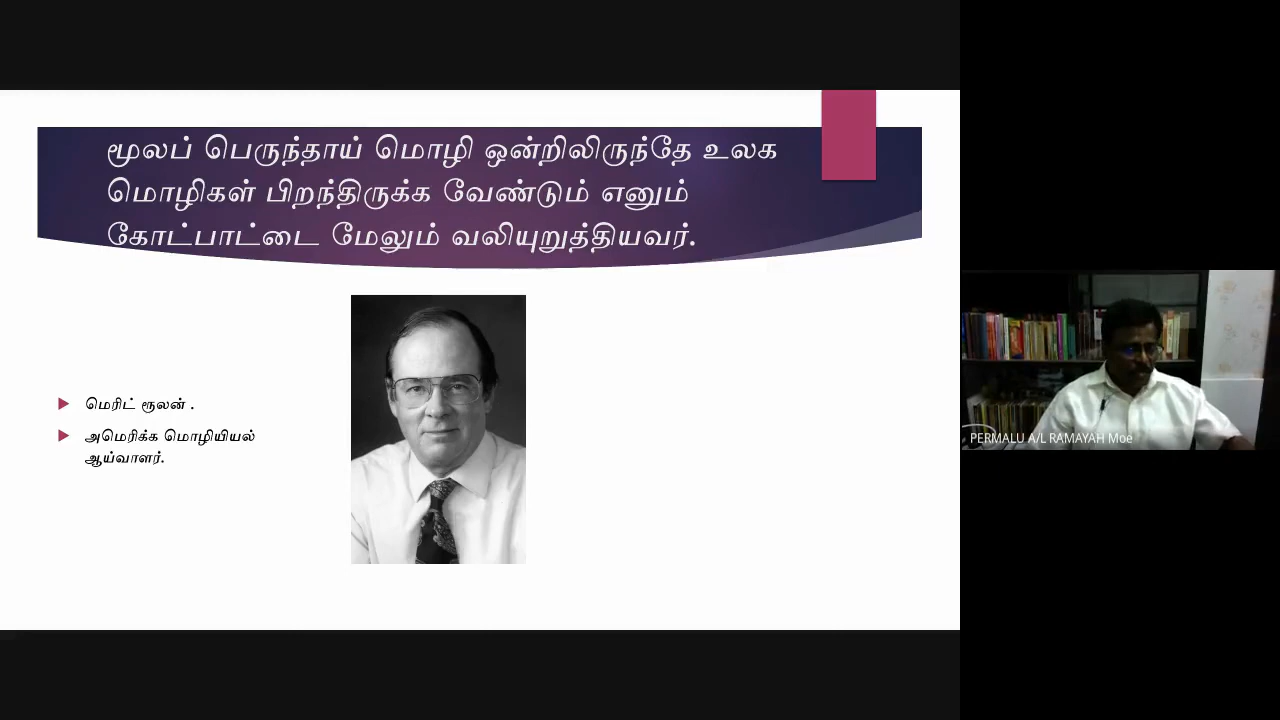 மூலப் பெருந்தாய் மொழி ஒன்றிலிருந்தே உலக
மொழிகள் பிறந்திருக்க வேண்டும் எனும்
கோட்பாட்டை மேலும் வலியுறுத்தியவர்.
மெரிட் ரூலன் .
அமெரிக்க மொழியியல்
ஆய்வாளர்.
PERMALU A/L RAMAYAH Moe